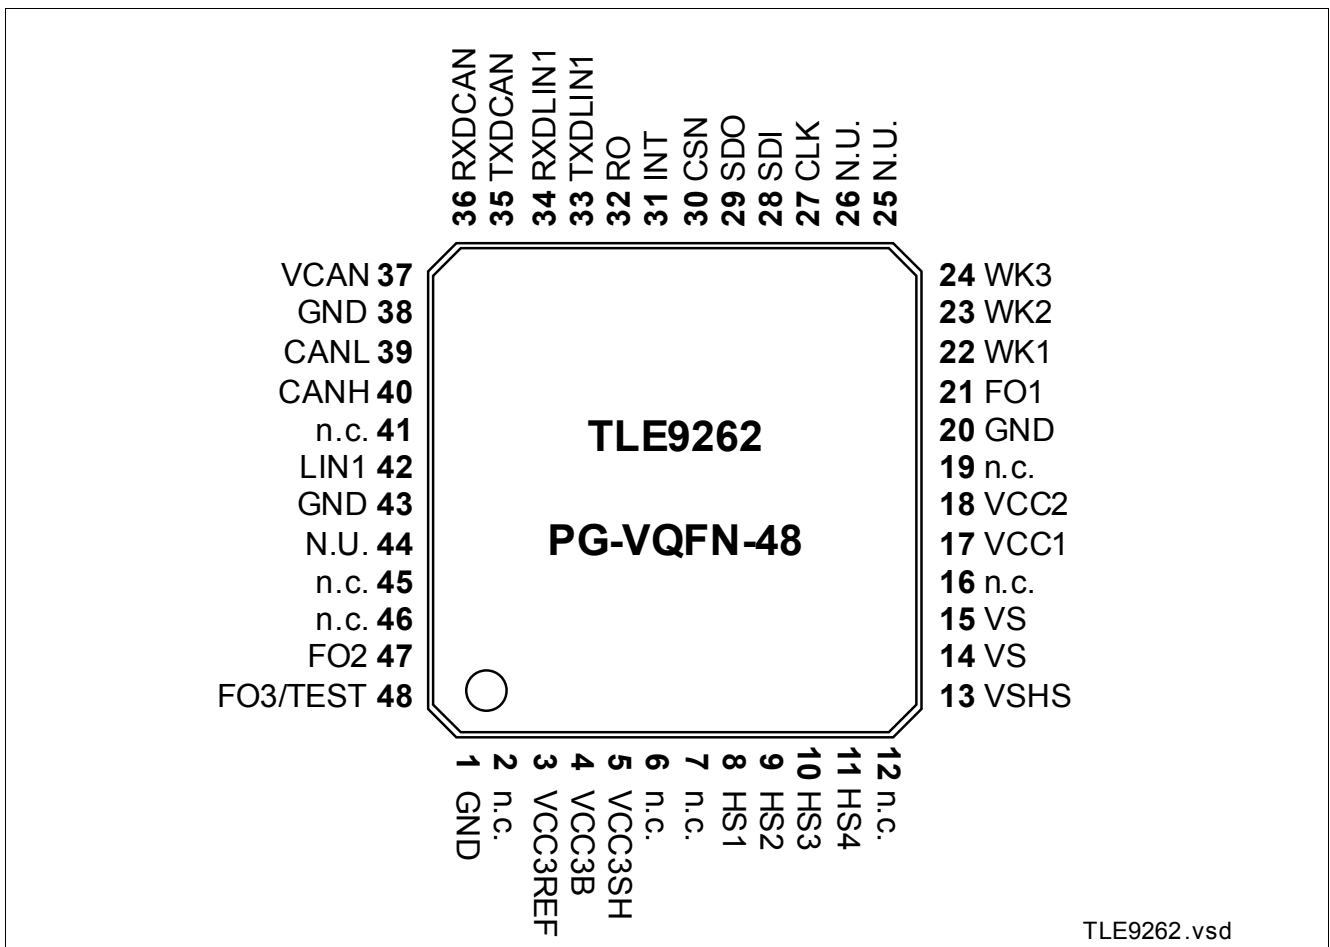 36 RXDCAN
35 TXDCAN
34 RXDLIN1
33 TXDLIN1
32 RO
31 INT
30 CSN
29 SDO
28 SDI
27 CLK
26 N.U.
25 N.U.
VCAN 37
GND 38
CANL 39
CANH 40
n.c. 41
LIN1 42
GND 43
N.U. 44
n.c. 45
n.c. 46
FO2 47
FO3/TEST 48
TLE9262
PG-VQFN-48
24 WK3
23 WK2
22 WK1
21 FO1
20 GND
19 n.c.
18 VCC2
17 VCC1
16 n.c.
15 VS
14 VS
13 VSHS
1 GND
2 n.c.
3 VCC3REF
4 VCC3B
5 VCC3SH
6 n.c.
7 n.c.
8 HS1
9 HS2
10 HS3
11 HS4
12 n.c.
TLE9262.vsd